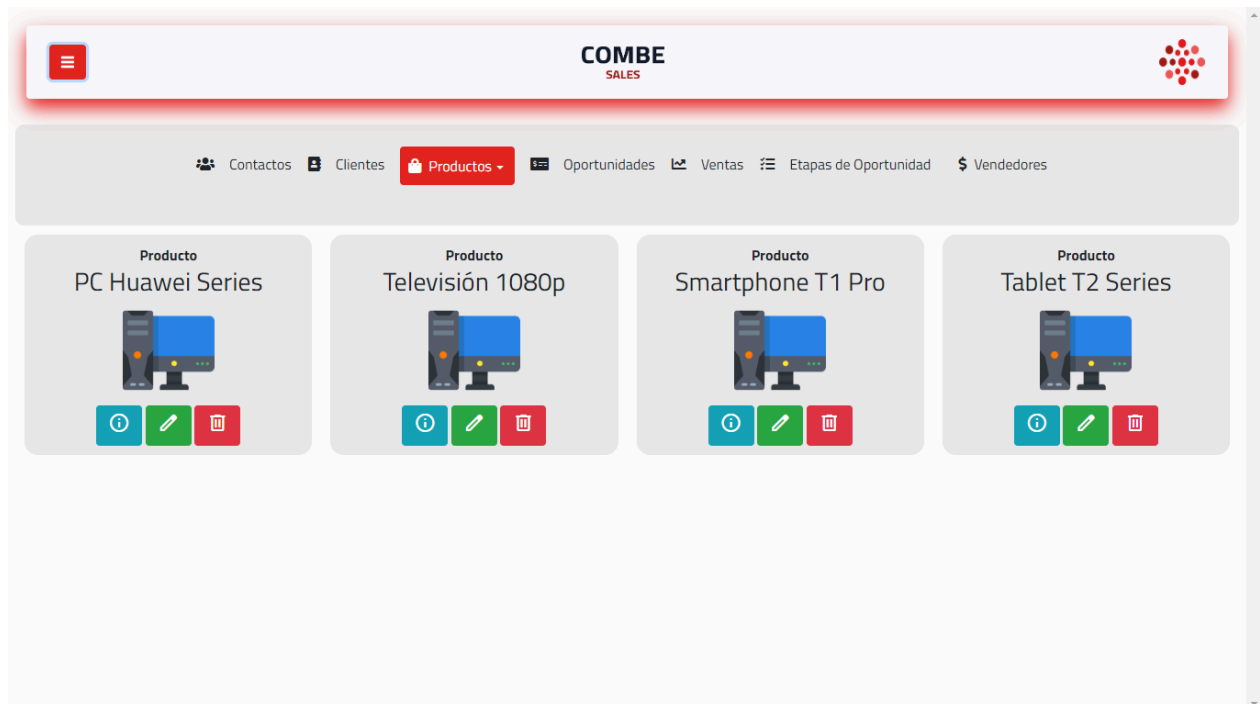 COMBE
SALES
Contactos Clientes Productos Oportunidades Ventas Etapas de Oportunidad $ Vendedores
Producto Producto Producto Producto
PC Huawei Series Televisión 1080p Smartphone T1 Pro Tablet T2 Series